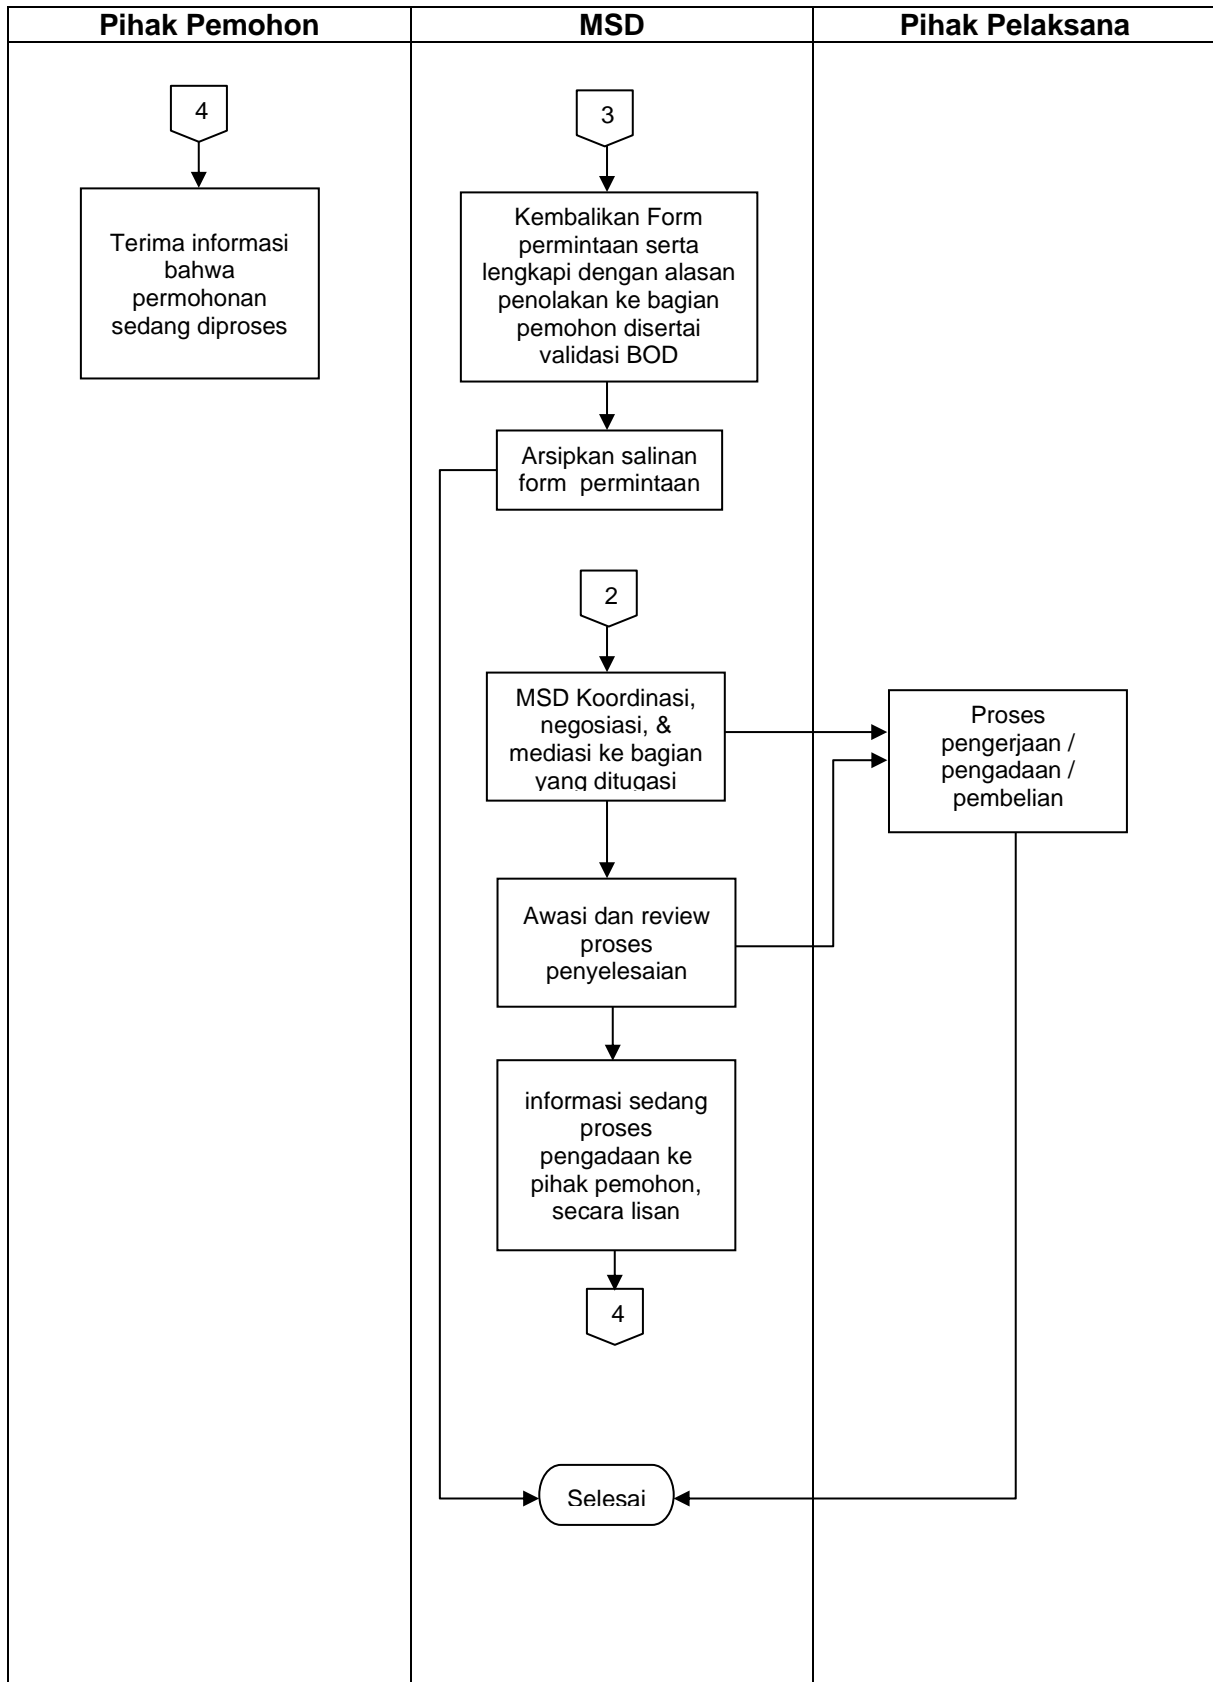 Pihak Pemohon
MSD
Pihak Pelaksana
4
Terima informasi
bahwa
permohonan
sedang diproses
3
Kembalikan Form
permintaan serta
lengkapi dengan alasan
penolakan ke bagian
pemohon disertai
validasi BOD
Arsipkan salinan
form permintaan
2
MSD Koordinasi,
negosiasi, &
mediasi ke bagian
yang ditugasi
Proses
pengerjaan /
pengadaan /
pembelian
Awasi dan review
proses
penyelesaian
informasi sedang
proses
pengadaan ke
pihak pemohon,
secara lisan
4
Selesai